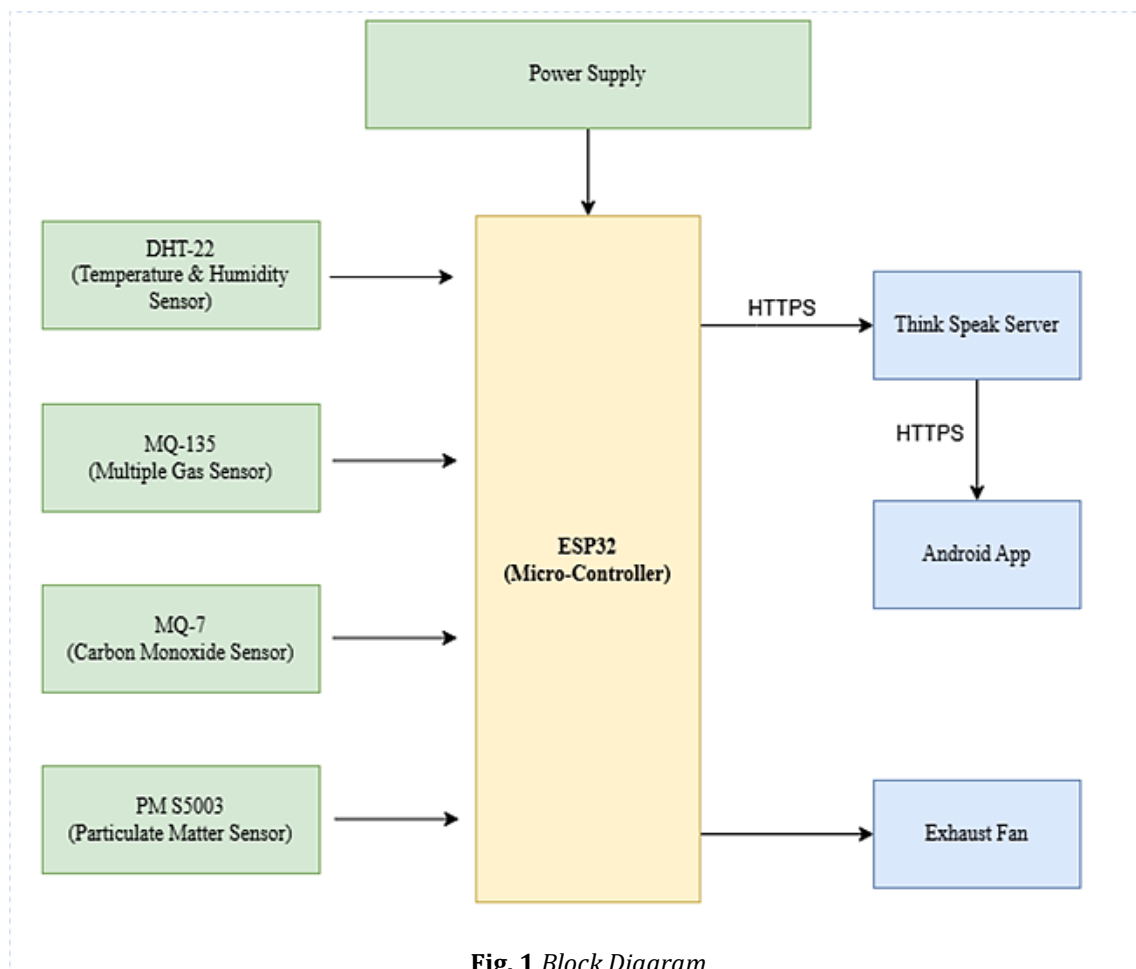 Power Supply
DHT-22
(Temperature & Humidity
Sensor)
HTTPS
Think Speak Server
MQ-135
(Multiple Gas Sensor)
HTTPS
ESP32
(Micro-Controller)
Android App
MQ-7
(Carbon Monoxide Sensor)
PM S5003
(Particulate Matter Sensor)
Exhaust Fan
Fig. 1 Block Diagram